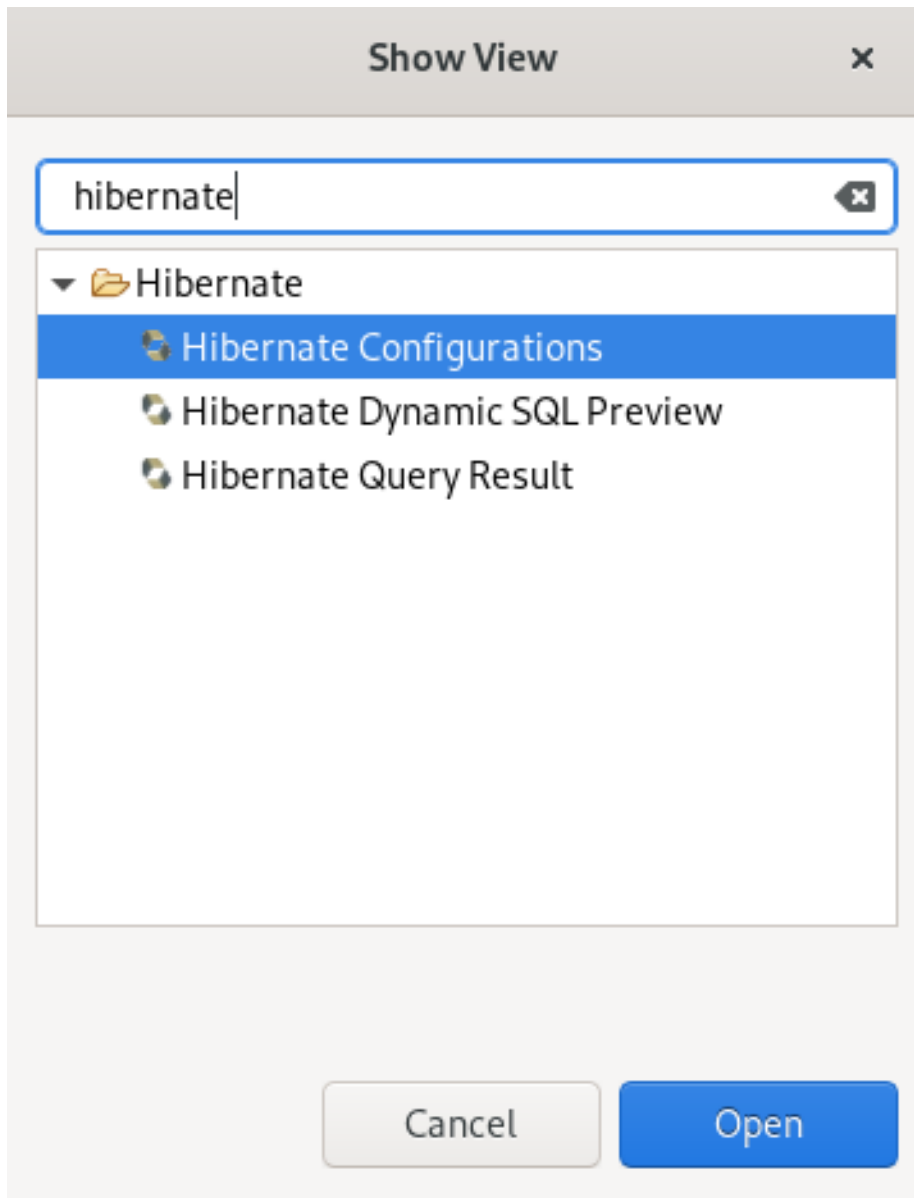 Show View
hibernate
Hibernate
Hibernate Configurations
Hibernate Dynamic SQL Preview
Hibernate Query Result
Cancel
Open